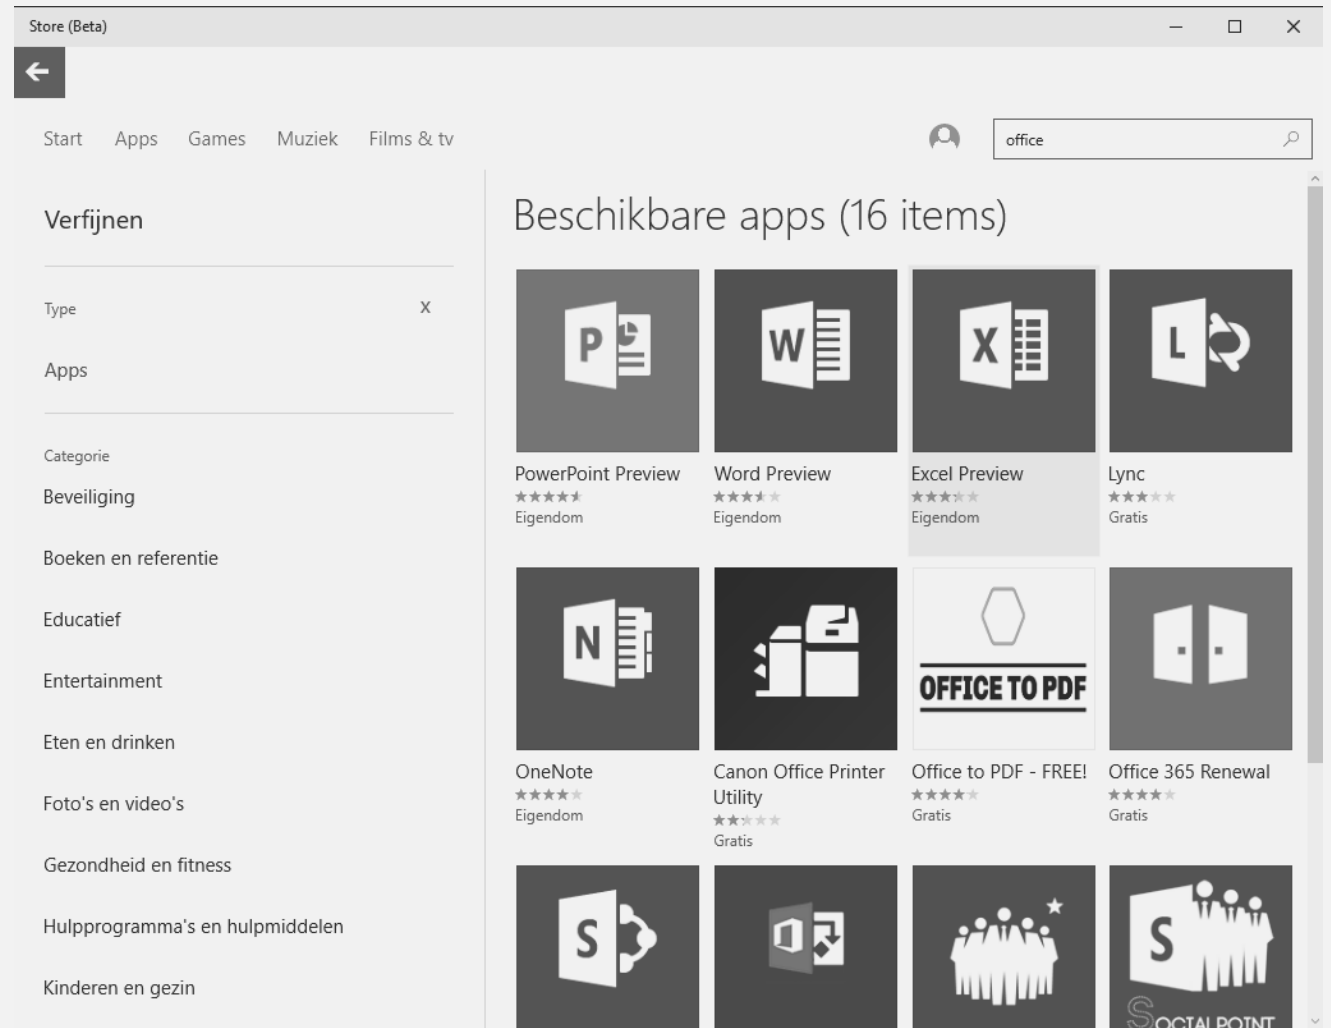 Store (Beta)
Start Apps Games Muziek Films & tv
office
Verfijnen
Type X
Apps
Categorie
Beveiliging
Boeken en referentie
Educatief
Entertainment
Eten en drinken
Foto's en video's
Gezondheid en fitness
Hulpprogramma's en hulpmiddelen
Kinderen en gezin
Beschikbare apps (16 items)
P
W
X
L
PowerPoint Preview
Eigendom
Word Preview
Eigendom
Excel Preview
Eigendom
Lync
Gratis
N
OFFICE TO PDF
OneNote
Eigendom
Canon Office Printer
Utility
Gratis
Office to PDF - FREE!
Gratis
Office 365 Renewal
Gratis
S
S
SOCIALPOINT